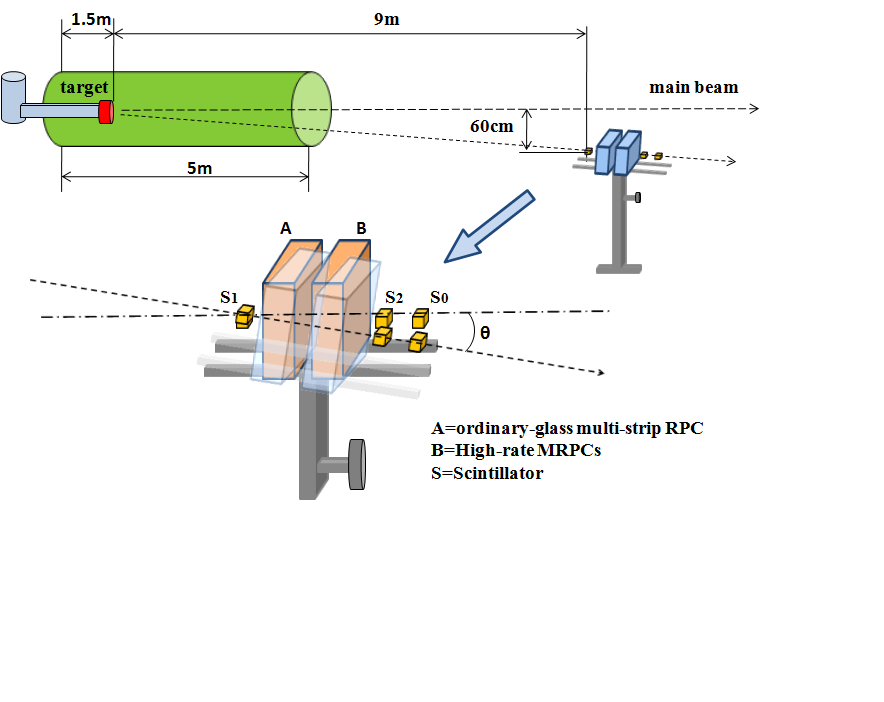 1.5m
9m
target
main beam
60cm
5m
A
B
S1
S2
S0
θ
A=ordinary-glass multi-strip RPC
B=High-rate MRPCs
S=Scintillator